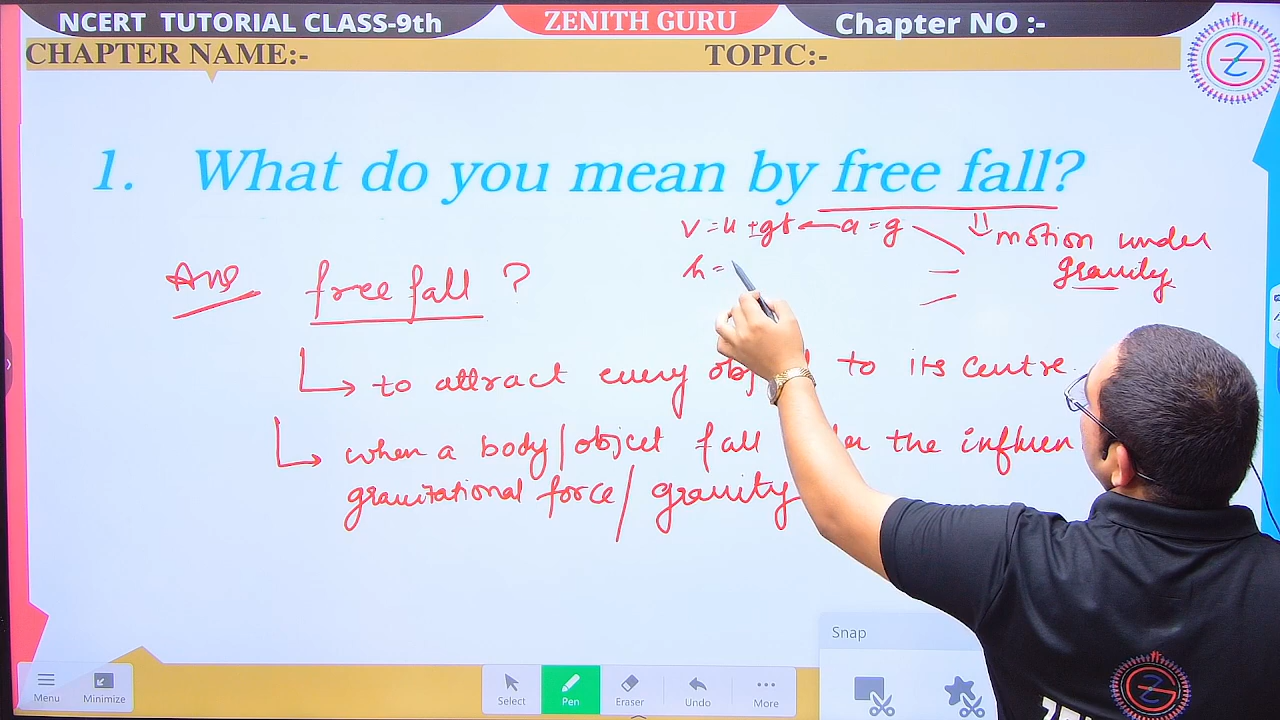 NCERT TUTORIAL CLASS-9th
ZENITH GURU
Chapter NO :-
CHAPTER NAME:-
TOPIC:-
1. What do you mean by free fall?
v = u ± gt ← a = g
motion under
gravity
h =
Ans free fall ?
to attract every obj to its centre
when a body/object fall the influen
gravitational force/ gravity
Snap
Menu
Minimize
Select
Pen
Eraser
Undo
More